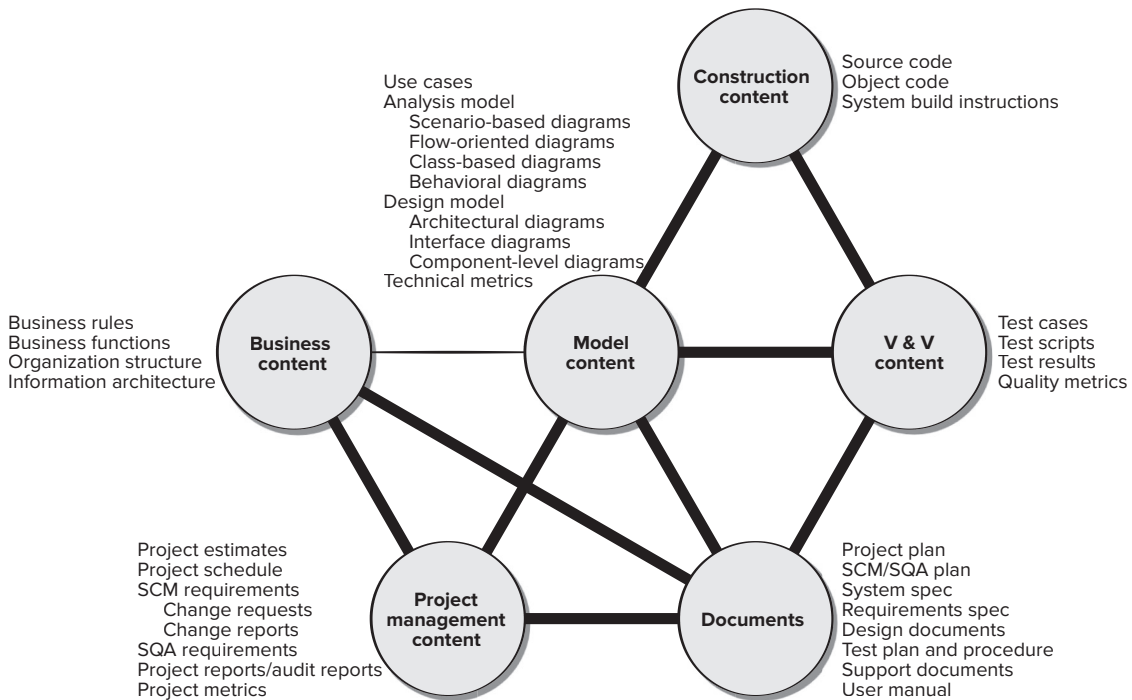 Construction
content
Source code
Object code
System build instructions
Use cases
Analysis model
Scenario-based diagrams
Flow-oriented diagrams
Class-based diagrams
Behavioral diagrams
Design model
Architectural diagrams
Interface diagrams
Component-level diagrams
Technical metrics
Business rules
Business functions
Organization structure
Information architecture
Business
content
Model
content
V & V
content
Test cases
Test scripts
Test results
Quality metrics
Project estimates
Project schedule
SCM requirements
Change requests
Change reports
SQA requirements
Project reports/audit reports
Project metrics
Project
management
content
Documents
Project plan
SCM/SQA plan
System spec
Requirements spec
Design documents
Test plan and procedure
Support documents
User manual